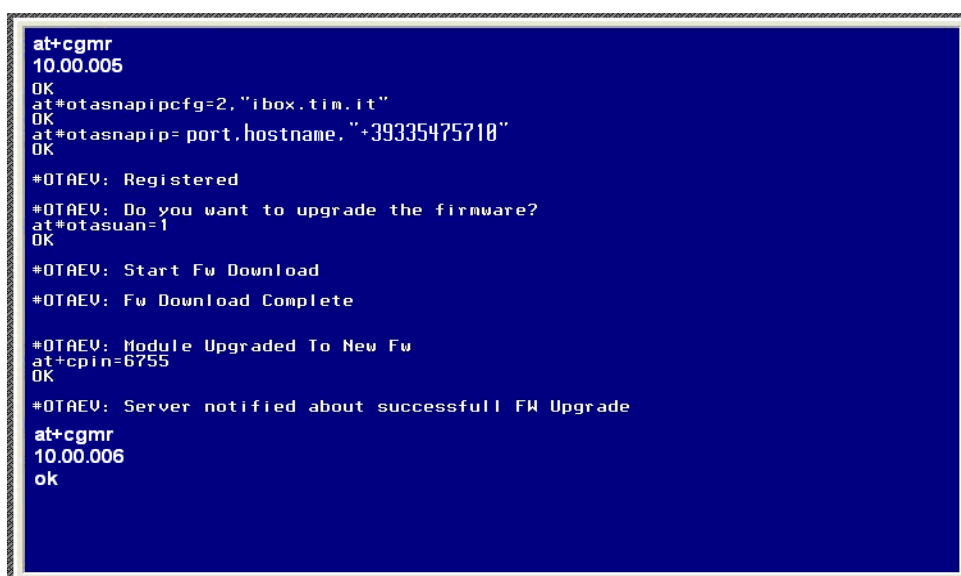 at+cgmr
10.00.005
OK
at#otasnapipcfg=2,"ibox.tim.it"
OK
at#otasnapip= port,hostname, "+39335475710"
OK
#OTAEV: Registered
#OTAEV: Do you want to upgrade the firmware?
at#otasuan=1
OK
#OTAEV: Start Fw Download
#OTAEV: Fw Download Complete
#OTAEV: Module Upgraded To New Fw
at+cpin=6755
OK
#OTAEV: Server notified about successfull FW Upgrade
at+cgmr
10.00.006
ok